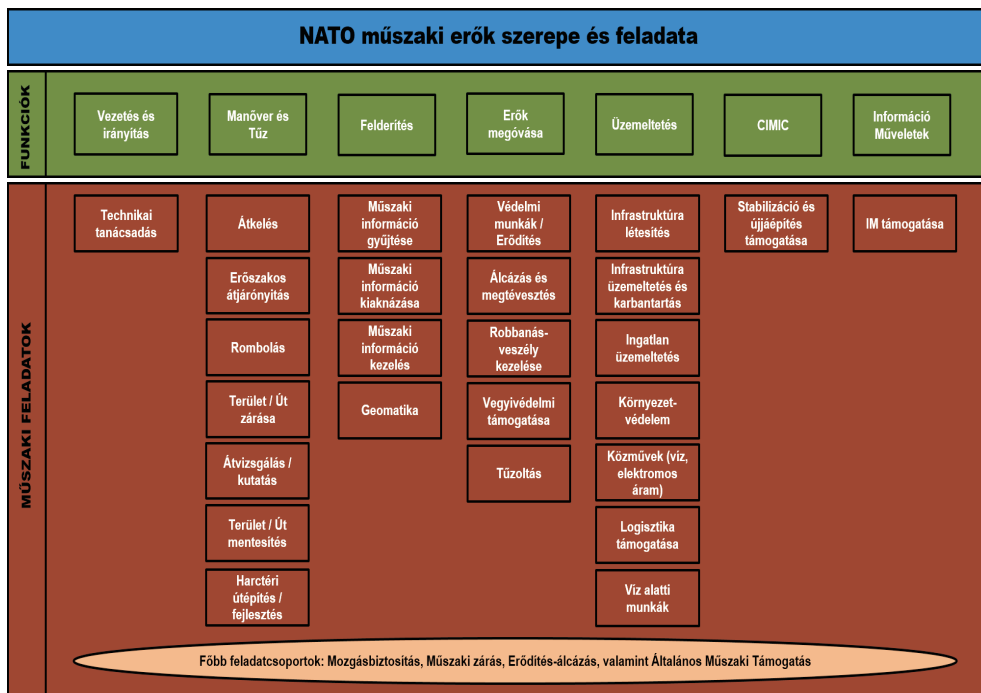 NATO műszaki erők szerepe és feladata
FUNKCIÓK
Vezetés és
irányítás
Manőver és
Tűz
Felderítés
Erők
megóvása
Üzemeltetés
CIMIC
Információ
Műveletek
MŰSZAKI FELADATOK
Technikai
tanácsadás
Átkelés
Erőszakos
átjárónyitás
Rombolás
Terület / Út
zárása
Átvizsgálás /
kutatás
Terület / Út
mentesítés
Harctéri
útépítés /
fejlesztés
Műszaki
információ
gyűjtése
Műszaki
információ
kiaknázása
Műszaki
információ
kezelés
Geomatika
Védelmi
munkák /
Erődítés
Álcázás és
megtévesztés
Robbanás-
veszély
kezelése
Vegyivédelmi
támogatása
Tűzoltás
Infrastruktúra
létesítés
Infrastruktúra
üzemeltetés és
karbantartás
Ingatlan
üzemeltetés
Környezet-
védelem
Közművek (víz,
elektromos
áram)
Logisztika
támogatása
Víz alatti
munkák
Stabilizáció és
újjáépítés
támogatása
IM támogatása
Főbb feladatcsoportok: Mozgásbiztosítás, Műszaki zárás, Erődítés-álcázás, valamint Általános Műszaki Támogatás